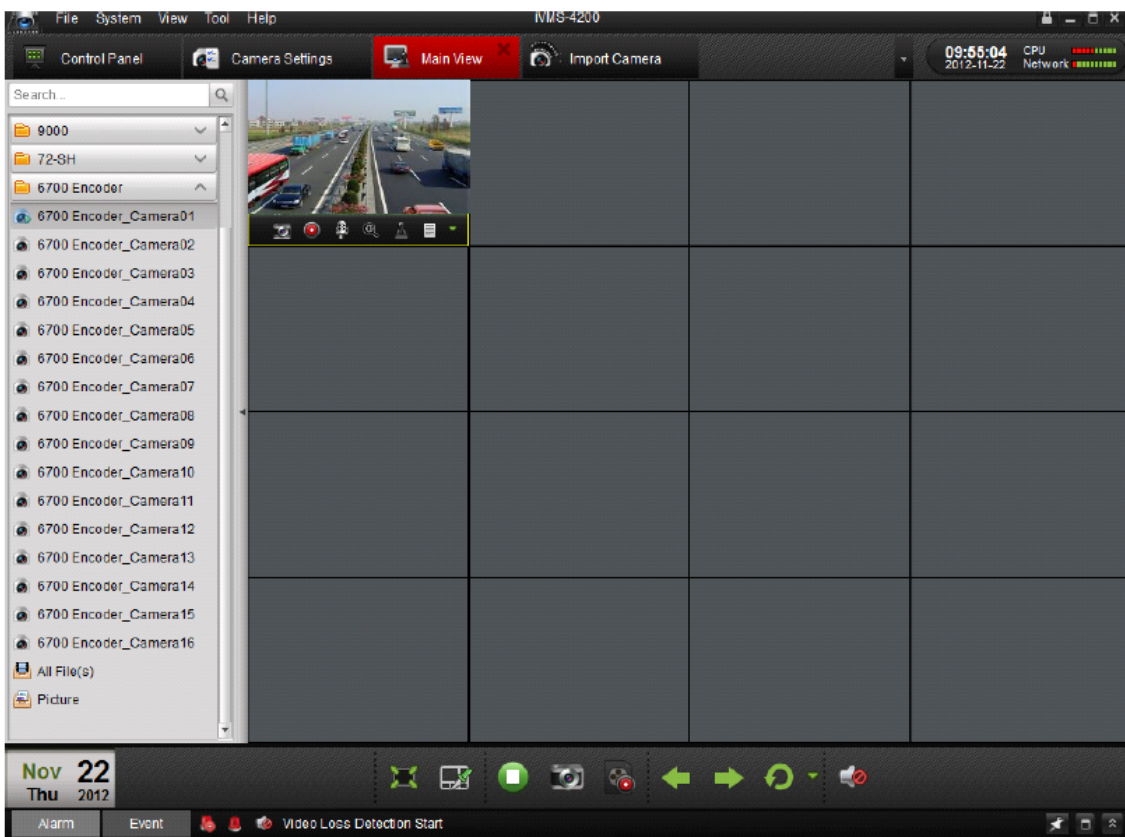 File System View Tool Help iVMS-4200
Control Panel Camera Settings Main View Import Camera 09:55:04 CPU
2012-11-22 Network
Search...
9000
72-SH
6700 Encoder
6700 Encoder_Camera01
6700 Encoder_Camera02
6700 Encoder_Camera03
6700 Encoder_Camera04
6700 Encoder_Camera05
6700 Encoder_Camera06
6700 Encoder_Camera07
6700 Encoder_Camera08
6700 Encoder_Camera09
6700 Encoder_Camera10
6700 Encoder_Camera11
6700 Encoder_Camera12
6700 Encoder_Camera13
6700 Encoder_Camera14
6700 Encoder_Camera15
6700 Encoder_Camera16
All File(s)
Picture
Nov 22
Thu 2012
Alarm Event Video Loss Detection Start